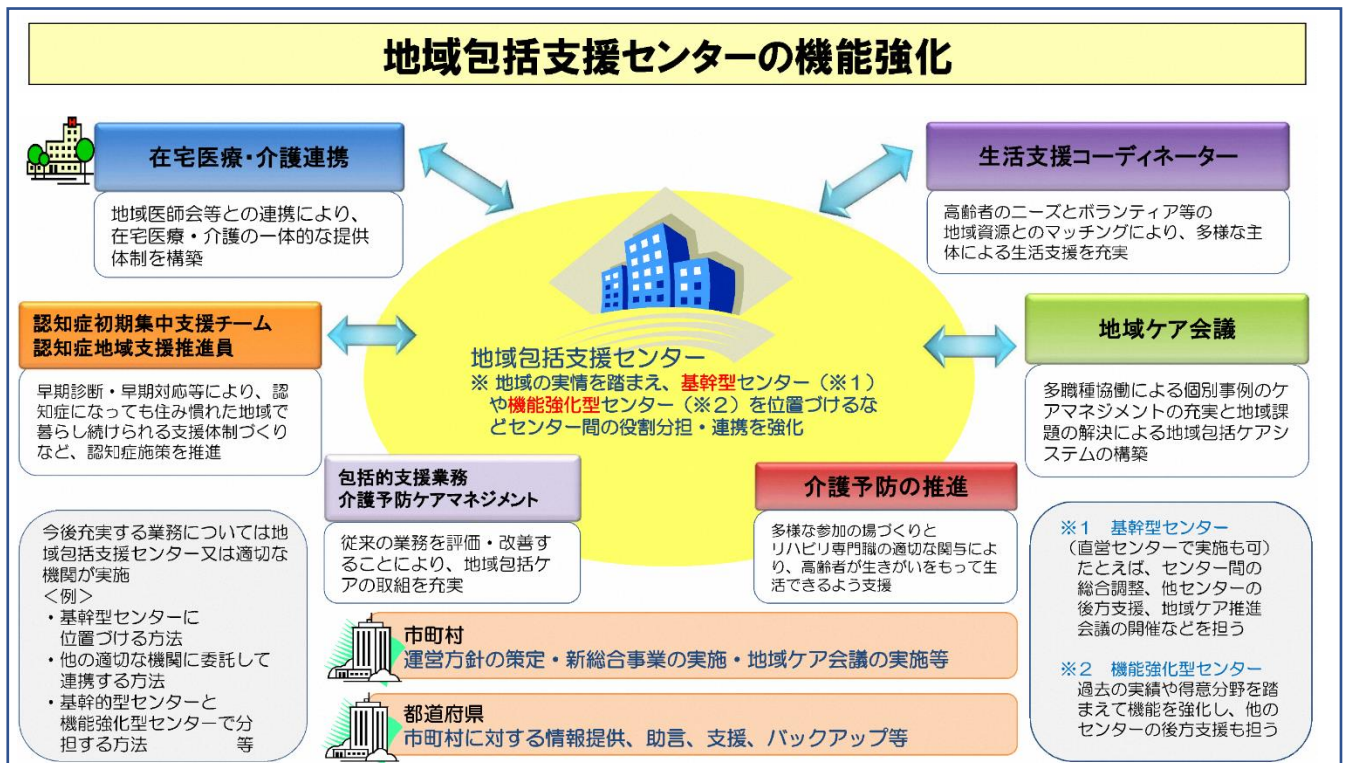 地域包括支援センターの機能強化
在宅医療・介護連携
地域医師会等との連携により、
在宅医療・介護の一体的な提供
体制を構築
生活支援コーディネーター
高齢者のニーズとボランティア等の
地域資源とのマッチングにより、多様な主
体による生活支援を充実
認知症初期集中支援チーム
認知症地域支援推進員
早期診断・早期対応等により、認
知症になっても住み慣れた地域で
暮らし続けられる支援体制づくり
など、認知症施策を推進
地域包括支援センター
※ 地域の実情を踏まえ、基幹型センター（※1）
や機能強化型センター（※2）を位置づけるな
どセンター間の役割分担・連携を強化
地域ケア会議
多職種協働による個別事例のケ
アマネジメントの充実と地域課
題の解決による地域包括ケアシ
ステムの構築
包括的支援業務
介護予防ケアマネジメント
従来の業務を評価・改善す
ることにより、地域包括ケ
アの取組を充実
介護予防の推進
多様な参加の場づくりと
リハビリ専門職の適切な関与によ
り、高齢者が生きがいをもって生
活できるよう支援
今後充実する業務については地
域包括支援センター又は適切な
機関が実施
＜例＞
・基幹型センターに
位置づける方法
・他の適切な機関に委託して
連携する方法
・基幹的型センターと
機能強化型センターで分
担する方法 等
市町村
運営方針の策定・新総合事業の実施・地域ケア会議の実施等
都道府県
市町村に対する情報提供、助言、支援、バックアップ等
※1 基幹型センター
（直営センターで実施も可）
たとえば、センター間の
総合調整、他センターの
後方支援、地域ケア推進
会議の開催などを担う
※2 機能強化型センター
過去の実績や得意分野を踏
まえて機能を強化し、他の
センターの後方支援も担う